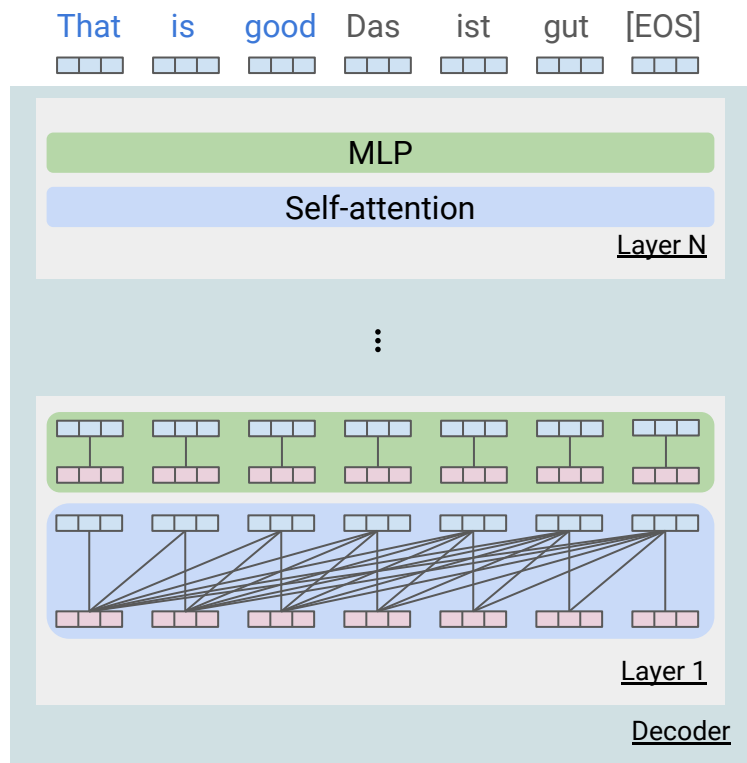 That is good Das ist gut [EOS]
MLP
Self-attention
Layer N
Layer 1
Decoder